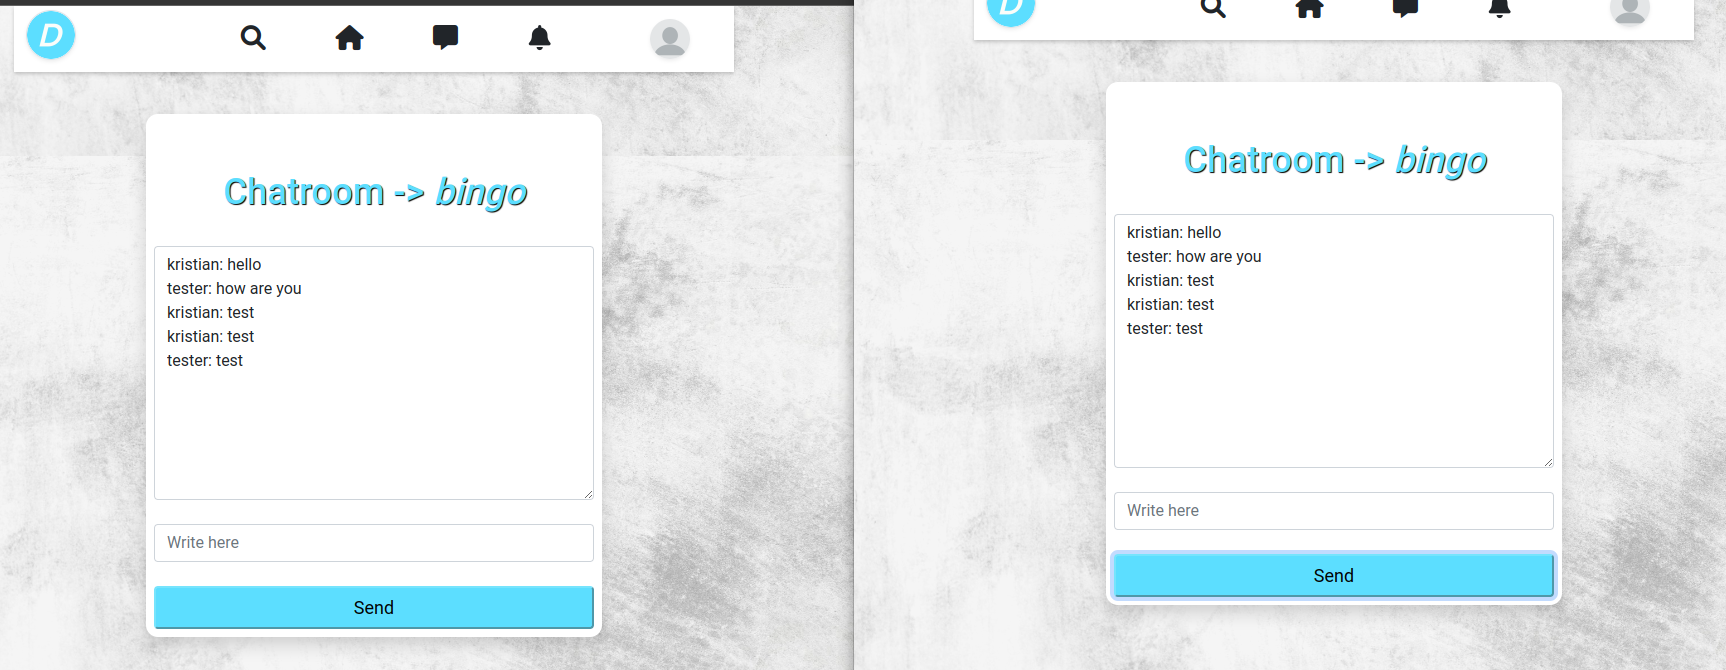 D
Chatroom -> bingo
kristian: hello
tester: how are you
kristian: test
kristian: test
tester: test
Write here
Send
D
Chatroom -> bingo
kristian: hello
tester: how are you
kristian: test
kristian: test
tester: test
Write here
Send